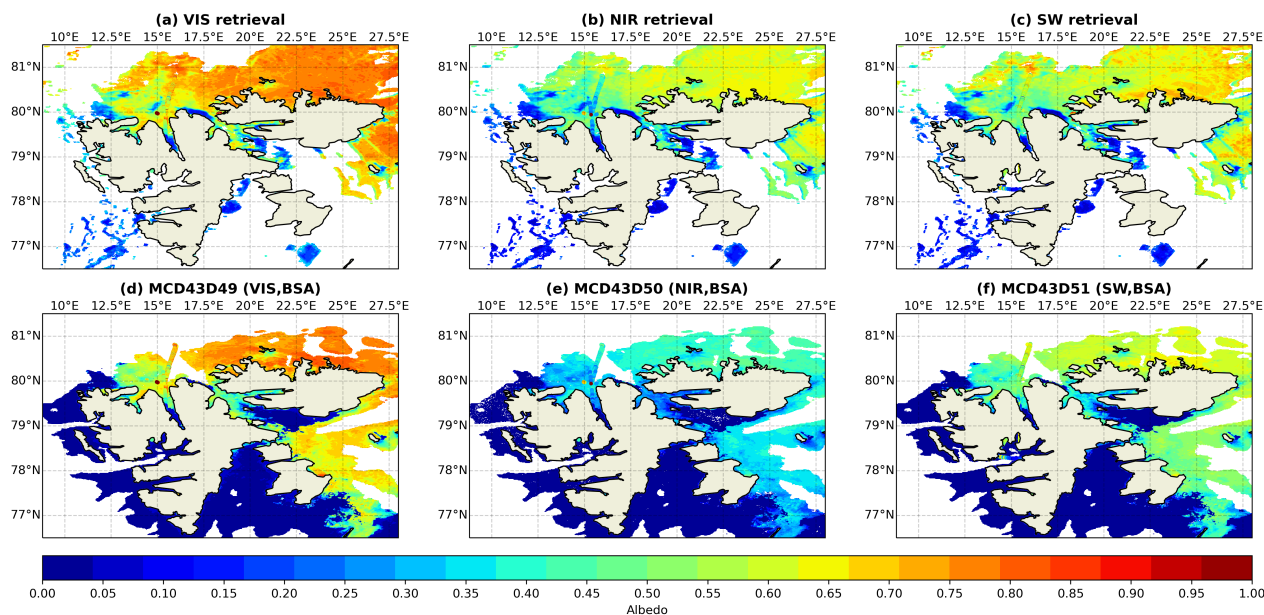 (a) VIS retrieval
(b) NIR retrieval
(c) SW retrieval
10°E 12.5°E 15°E 17.5°E 20°E 22.5°E 25°E 27.5°E
10°E 12.5°E 15°E 17.5°E 20°E 22.5°E 25°E 27.5°E
10°E 12.5°E 15°E 17.5°E 20°E 22.5°E 25°E 27.5°E
81°N 81°N 81°N
80°N 80°N 80°N
79°N 79°N 79°N
78°N 78°N 78°N
77°N 77°N 77°N
(d) MCD43D49 (VIS,BSA)
(e) MCD43D50 (NIR,BSA)
(f) MCD43D51 (SW,BSA)
10°E 12.5°E 15°E 17.5°E 20°E 22.5°E 25°E 27.5°E
10°E 12.5°E 15°E 17.5°E 20°E 22.5°E 25°E 27.5°E
10°E 12.5°E 15°E 17.5°E 20°E 22.5°E 25°E 27.5°E
81°N 81°N 81°N
80°N 80°N 80°N
79°N 79°N 79°N
78°N 78°N 78°N
77°N 77°N 77°N
0.00 0.05 0.10 0.15 0.20 0.25 0.30 0.35 0.40 0.45 0.50 0.55 0.60 0.65 0.70 0.75 0.80 0.85 0.90 0.95 1.00
Albedo